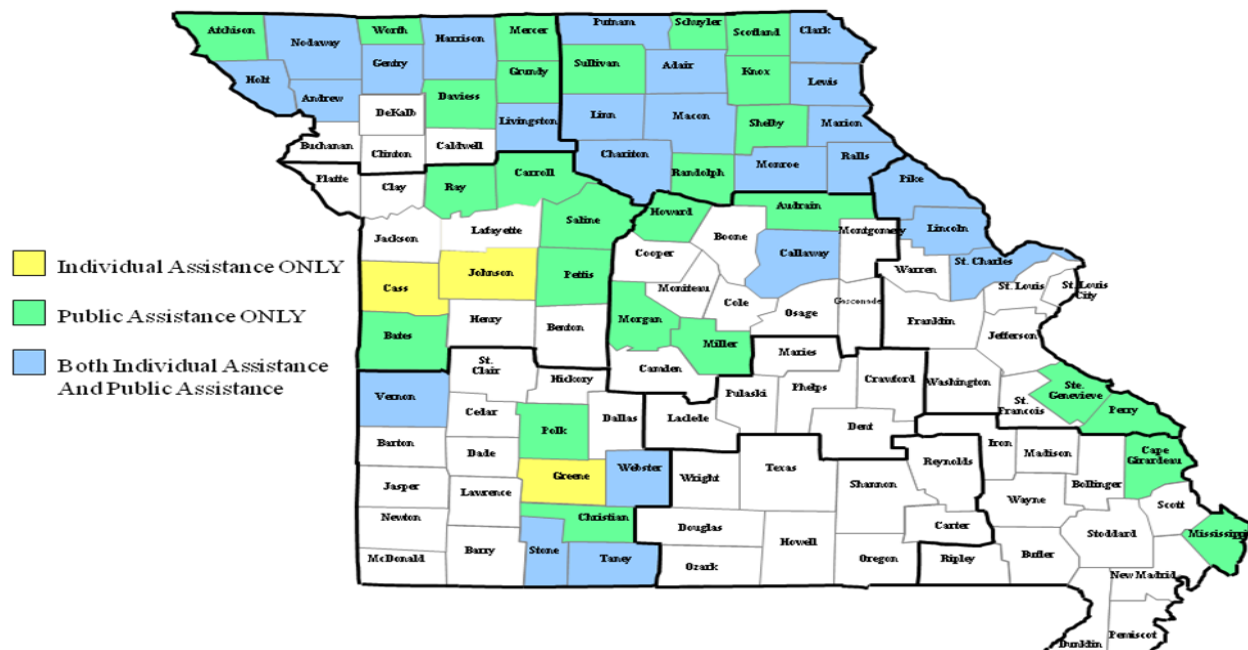 Atchison
Nodaway
Worth
Harrison
Mercer
Putnam
Schuyler
Scotland
Clark
Holt
Andrew
Gentry
DeKalb
Daviess
Grundy
Sullivan
Adair
Knox
Lewis
Buchanan
Clinton
Caldwell
Livingston
Linn
Macon
Shelby
Marion
Platte
Clay
Ray
Carroll
Chariton
Randolph
Monroe
Ralls
Pike
Jackson
Lafayette
Saline
Howard
Boone
Audrain
Montgomery
Lincoln
Individual Assistance ONLY
Cass
Johnson
Pettis
Cooper
Moniteau
Cole
Callaway
Osage
Gasconade
Warren
St. Charles
St. Louis
St. Louis
City
Public Assistance ONLY
Bates
Henry
Benton
Morgan
Miller
Camden
Maries
Franklin
Jefferson
Both Individual Assistance
And Public Assistance
Vernon
St.
Clair
Hickory
Cedar
Polk
Dallas
Laclede
Pulaski
Phelps
Crawford
Dent
Washington
St.
Francois
Ste.
Genevieve
Perry
Barton
Dade
Greene
Webster
Wright
Texas
Shannon
Reynolds
Iron
Madison
Bollinger
Cape
Girardeau
Jasper
Lawrence
Christian
Douglas
Howell
Carter
Wayne
Stoddard
Scott
Mississippi
Newton
McDonald
Barry
Stone
Taney
Ozark
Oregon
Ripley
Butler
New Madrid
Dunklin
Pemiscot